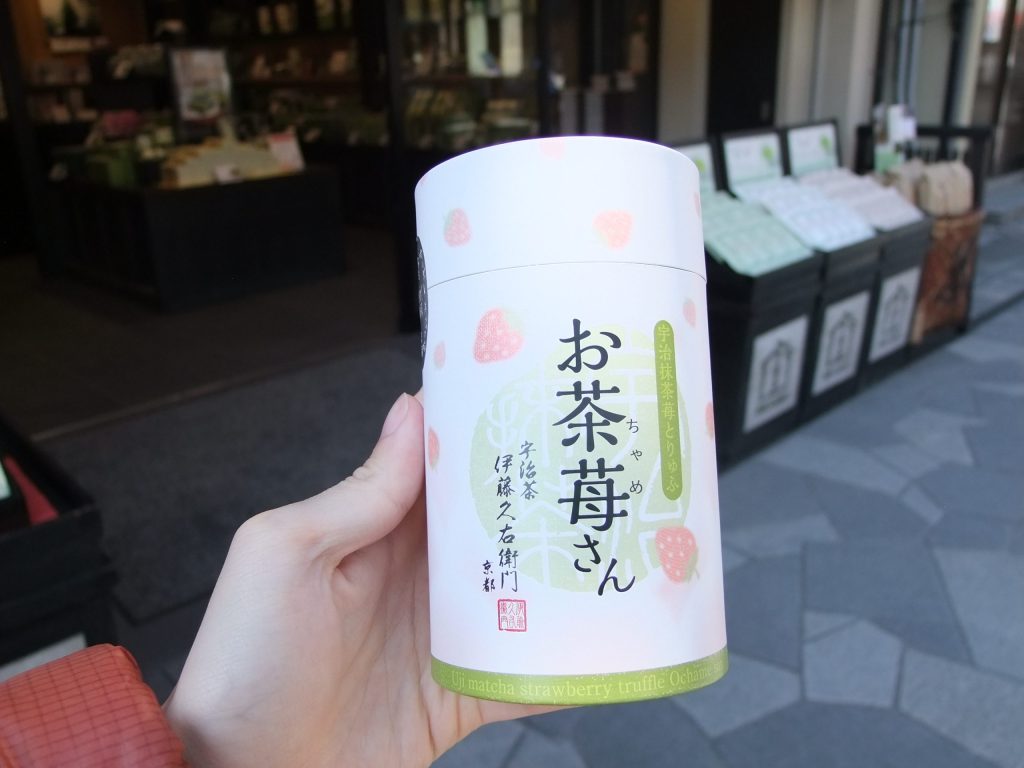 宇治抹茶苺とりゅふ
お茶苺さん
ちゃめ
宇治茶
伊藤久右衛門
京都
Uji matcha strawberry truffle Ocham